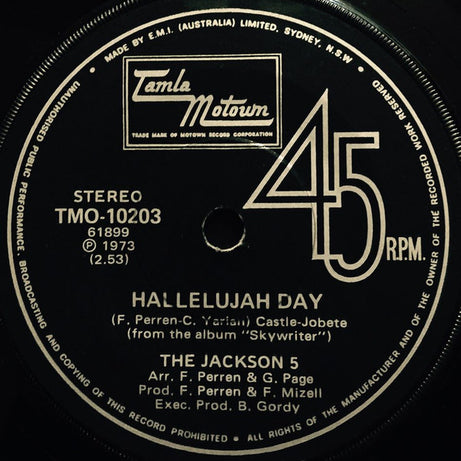 MADE BY E.M.I. (AUSTRALIA) LIMITED. SYDNEY, N.S.W •
UNAUTHORISED PUBLIC PERFORMANCE, BROADCASTING AND COPYING OF THIS RECORD PROHIBITED • ALL RIGHTS OF THE MANUFACTURER AND OF THE OWNER OF THE RECORDED WORK RESERVED
Tamla
Motown
TRADE MARK OF MOTOWN RECORD CORPORATION
45
R.P.M.
STEREO
TMO-10203
61899
℗ 1973
(2.53)
HALLELUJAH DAY
(F. Perren-C. Yarian) Castle-Jobete
(from the album "Skywriter")
THE JACKSON 5
Arr. F. Perren & G. Page
Prod. F. Perren & F. Mizell
Exec. Prod. B. Gordy